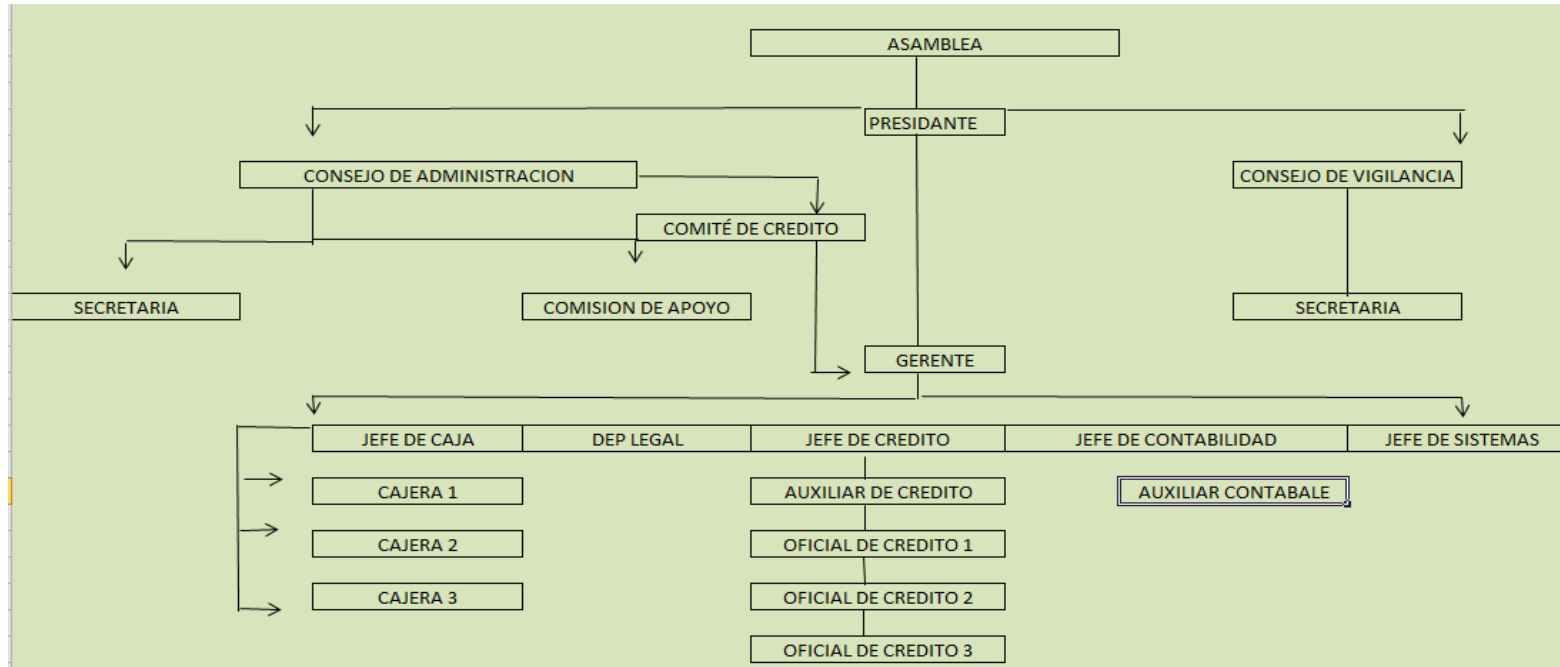 ASAMBLEA
PRESIDANTE
CONSEJO DE ADMINISTRACION
CONSEJO DE VIGILANCIA
COMITÉ DE CREDITO
SECRETARIA
COMISION DE APOYO
SECRETARIA
GERENTE
JEFE DE CAJA
DEP LEGAL
JEFE DE CREDITO
JEFE DE CONTABILIDAD
JEFE DE SISTEMAS
CAJERA 1
AUXILIAR DE CREDITO
AUXILIAR CONTABALE
CAJERA 2
OFICIAL DE CREDITO 1
CAJERA 3
OFICIAL DE CREDITO 2
OFICIAL DE CREDITO 3